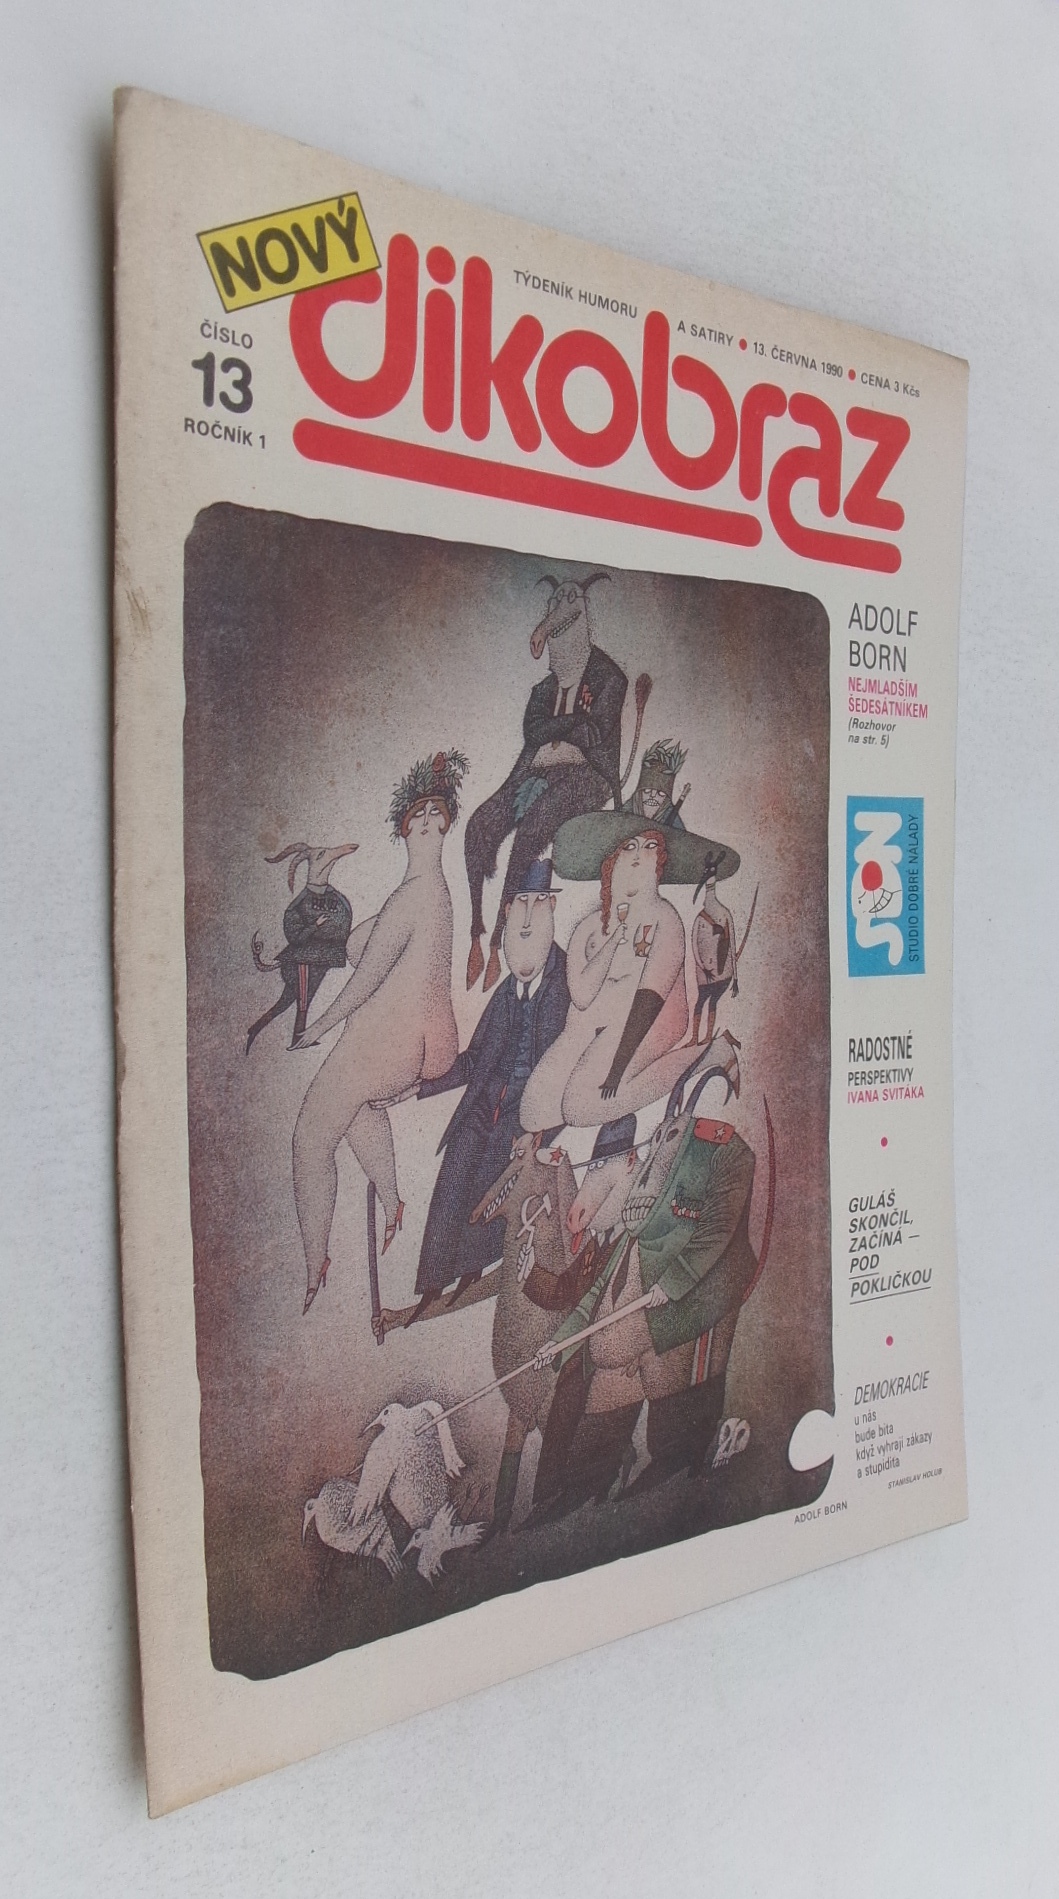 NOVÝ
dikobraz
TÝDENÍK HUMORU A SATIRY ● 13. ČERVNA 1990 ● CENA 3 Kčs
ČÍSLO
13
ROČNÍK 1
ADOLF
BORN
NEJMLADŠÍM
ŠEDESÁTNÍKEM
(Rozhovor
na str. 5)
SDN
STUDIO DOBRÉ NÁLADY
RADOSTNÉ
PERSPEKTIVY
IVANA SVITÁKA
GULÁŠ
SKONČIL,
ZAČÍNÁ –
POD
POKLIČKOU
DEMOKRACIE
u nás
bude bita
když vyhrají zákazy
a stupidita
STANISLAV HOLUB
ADOLF BORN